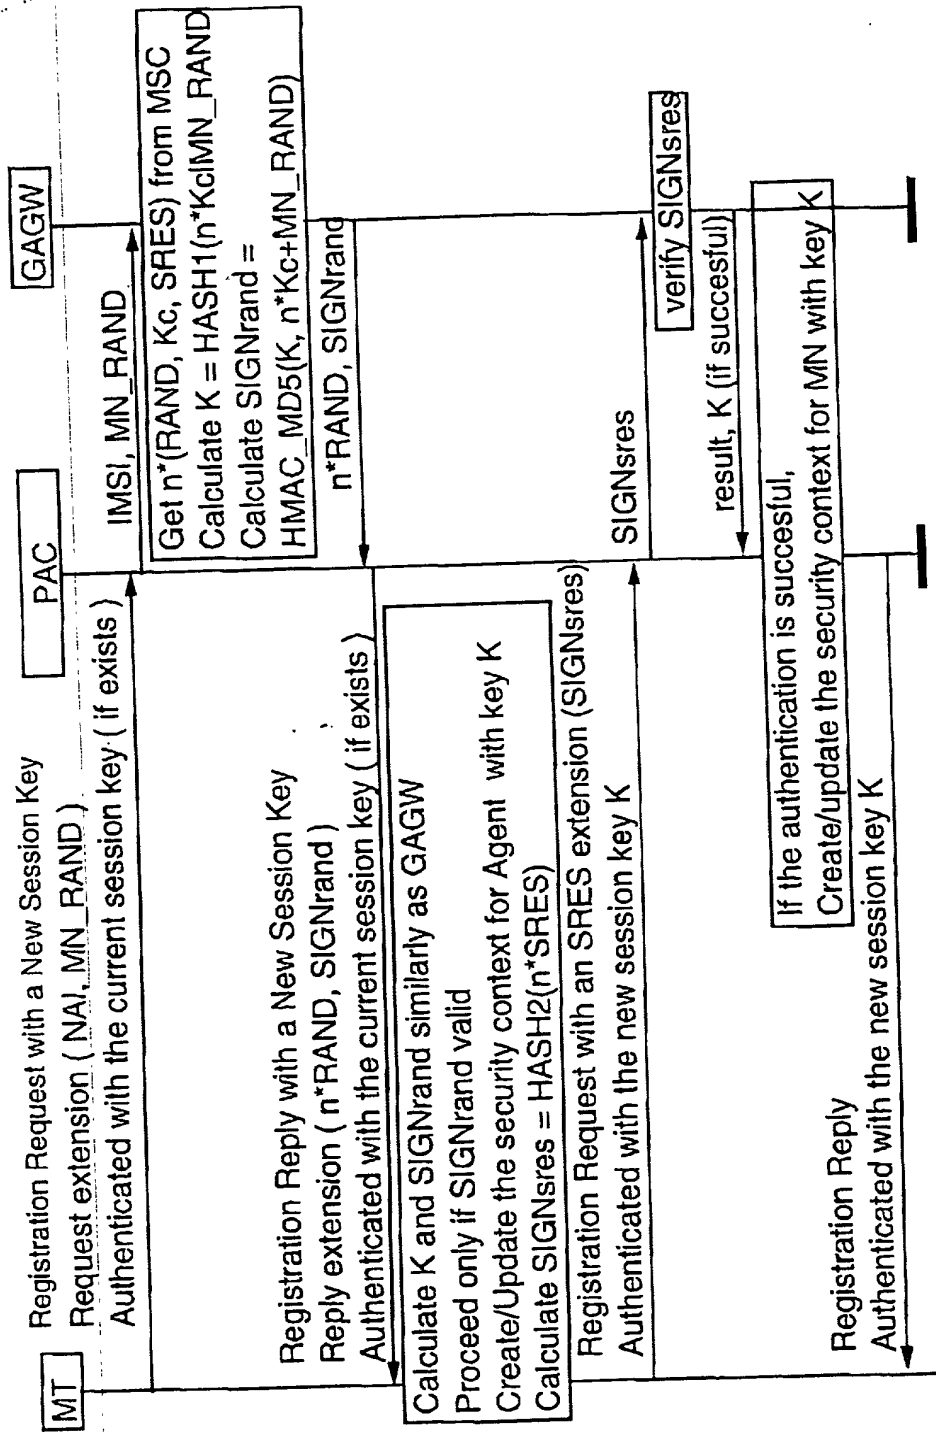 MT
PAC
GAGW
Registration Request with a New Session Key
Request extension ( NAI, MN_RAND )
Authenticated with the current session key ( if exists )
IMSI, MN_RAND
Get n*(RAND, Kc, SRES) from MSC
Calculate K = HASH1(n*Kc|MN_RAND
Calculate SIGNrand =
HMAC_MD5(K, n*Kc+MN_RAND)
n*RAND, SIGNrand
Registration Reply with a New Session Key
Reply extension ( n*RAND, SIGNrand )
Authenticated with the current session key ( if exists )
Calculate K and SIGNrand similarly as GAGW
Proceed only if SIGNrand valid
Create/Update the security context for Agent with key K
Calculate SIGNsres = HASH2(n*SRES)
Registration Request with an SRES extension (SIGNsres)
Authenticated with the new session key K
SIGNsres
verify SIGNsres
result, K (if succesful)
If the authentication is succesful,
Create/update the security context for MN with key K
Registration Reply
Authenticated with the new session key K